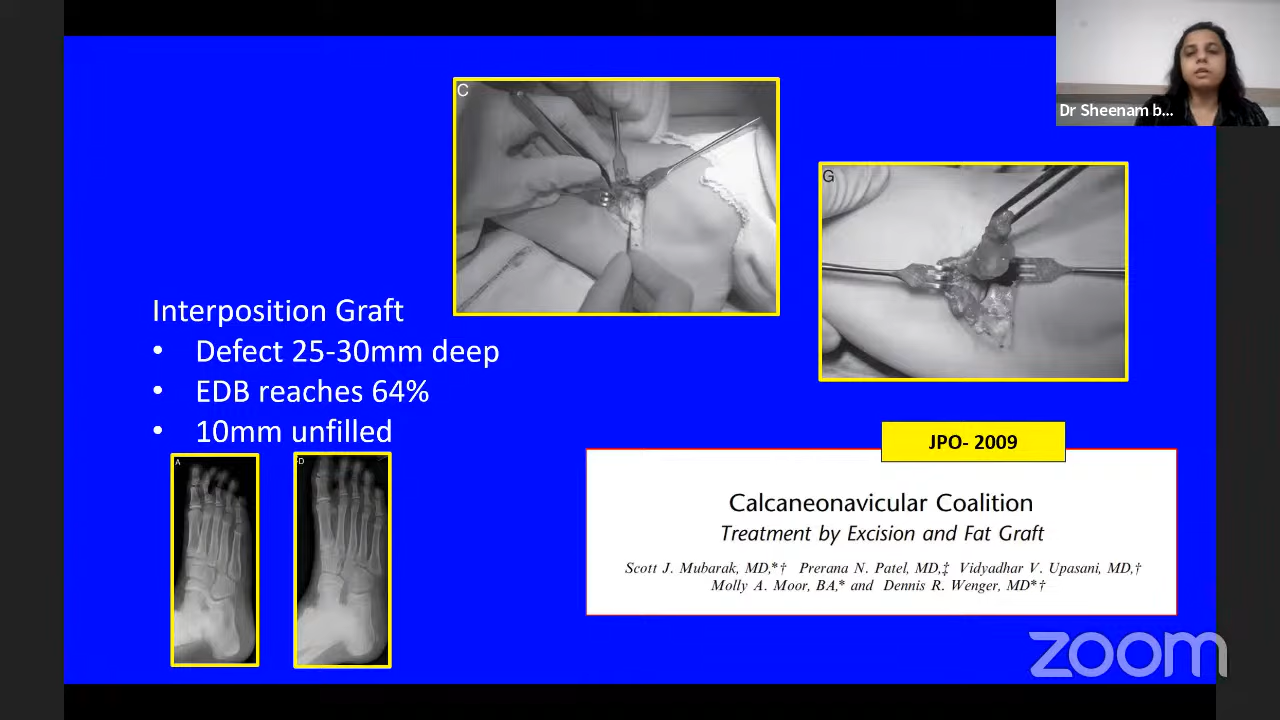 C
Dr Sheenam b...
G
Interposition Graft
• Defect 25-30mm deep
• EDB reaches 64%
• 10mm unfilled
A
D
JPO- 2009
Calcaneonavicular Coalition
Treatment by Excision and Fat Graft
Scott J. Mubarak, MD,*† Prerana N. Patel, MD,‡ Vidyadhar V. Upasani, MD,†
Molly A. Moor, BA,* and Dennis R. Wenger, MD*†
zoom